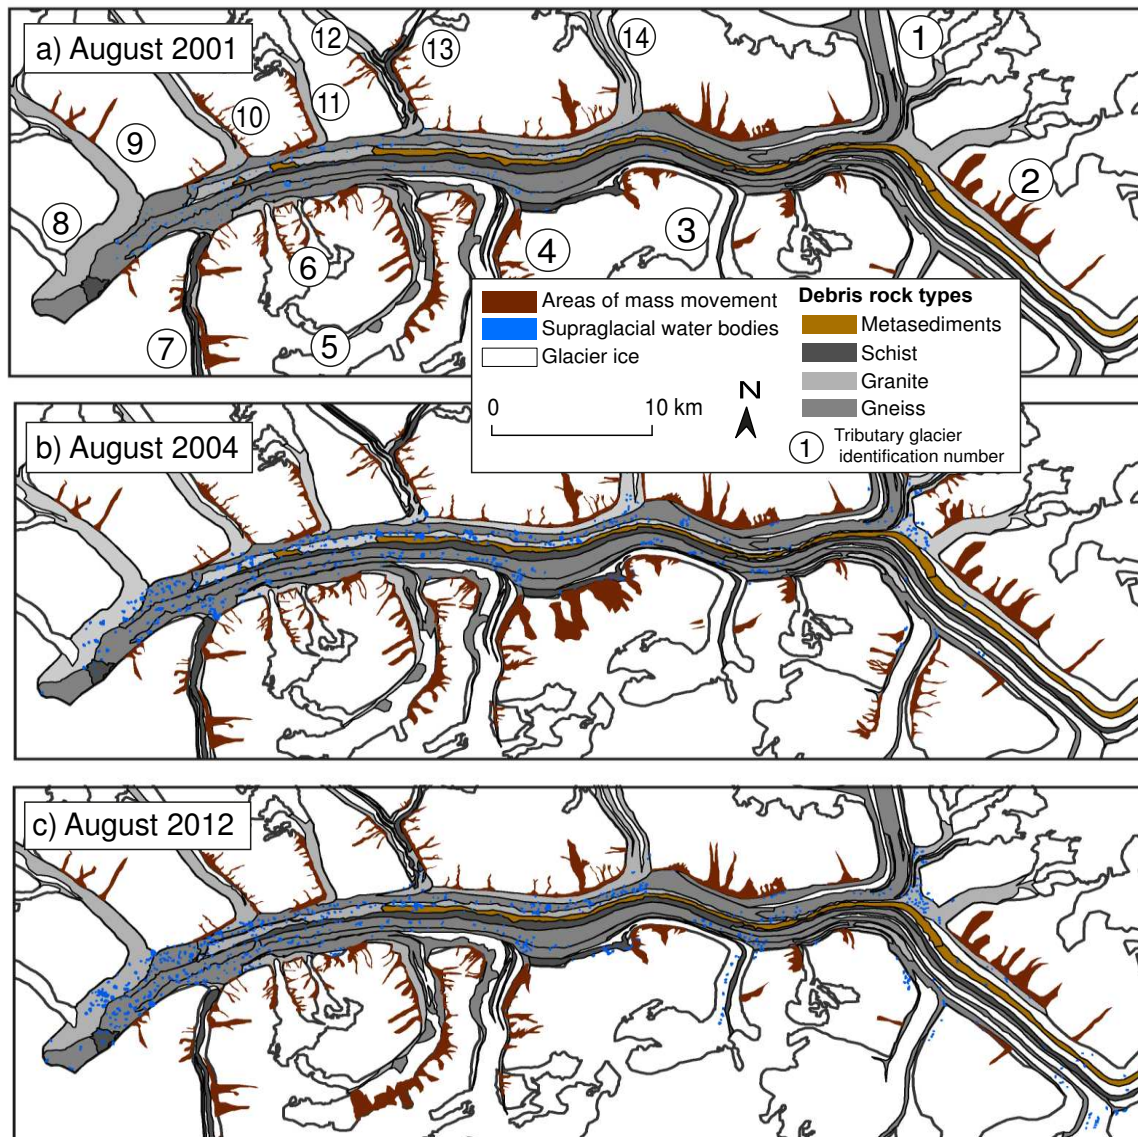 a) August 2001
12
13
14
1
11
10
9
2
8
3
4
6
5
7
Areas of mass movement
Supraglacial water bodies
Glacier ice
0 10 km
N
Debris rock types
Metasediments
Schist
Granite
Gneiss
1 Tributary glacier
identification number
b) August 2004
c) August 2012